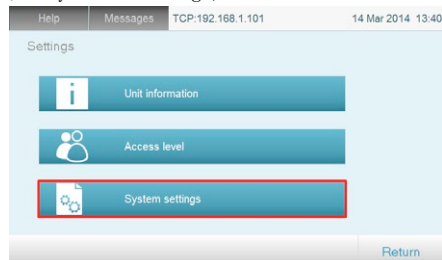 Help Messages TCP:192.168.1.101 14 Mar 2014 13:40
Settings
Unit information
Access level
System settings
Return